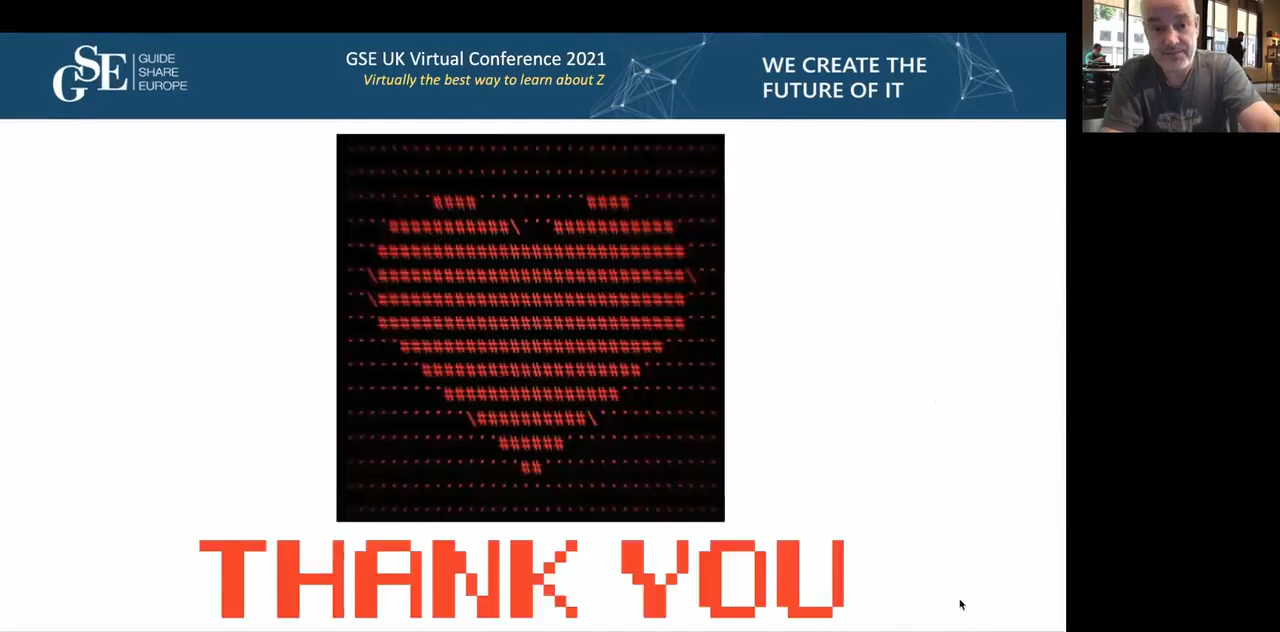 GSE
GUIDE
SHARE
EUROPE
GSE UK Virtual Conference 2021
Virtually the best way to learn about Z
WE CREATE THE
FUTURE OF IT
THANK YOU